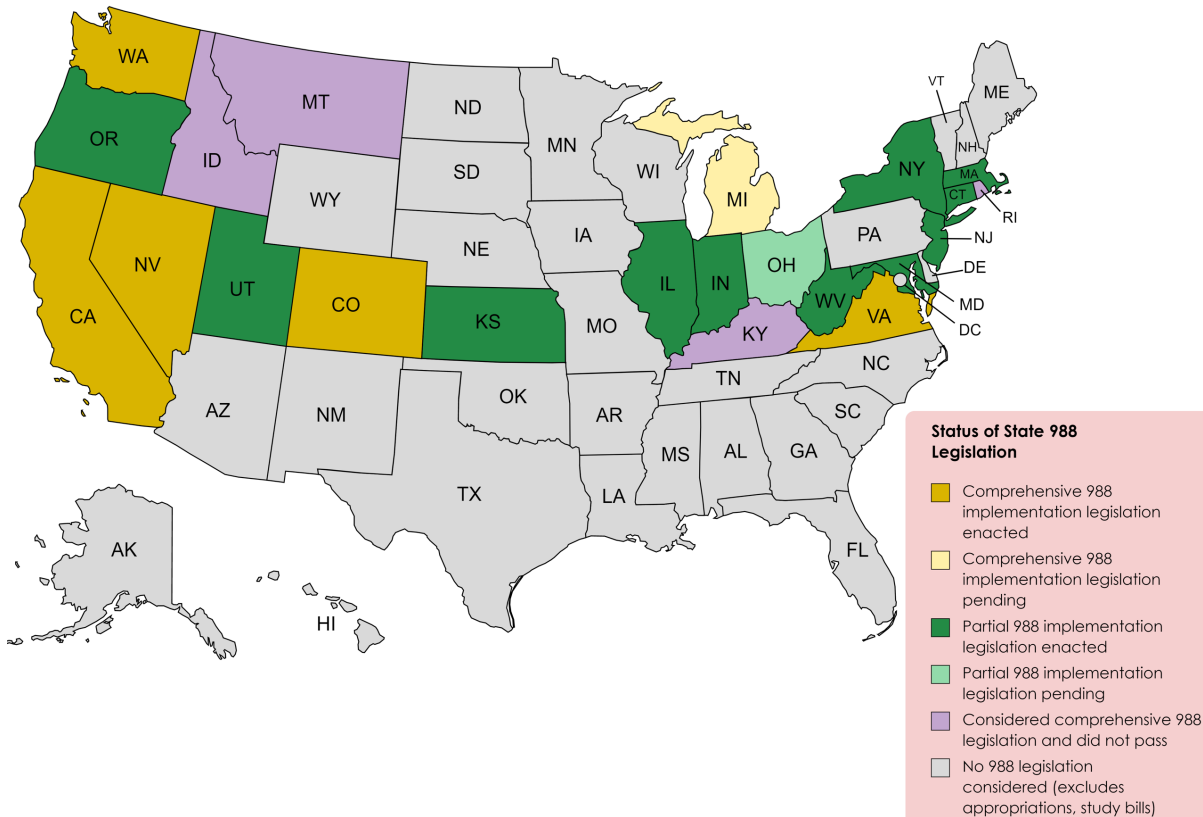 WA
MT
ND
MN
VT
ME
OR
ID
SD
WI
NH
NY
MA
CT
RI
WY
MI
NE
IA
PA
NJ
NV
UT
CO
IL
IN
OH
DE
CA
KS
MO
WV
VA
MD
KY
DC
AZ
NM
OK
AR
TN
NC
SC
TX
LA
MS
AL
GA
FL
AK
HI
Status of State 988
Legislation
Comprehensive 988
implementation legislation
enacted
Comprehensive 988
implementation legislation
pending
Partial 988 implementation
legislation enacted
Partial 988 implementation
legislation pending
Considered comprehensive 988
legislation and did not pass
No 988 legislation
considered (excludes
appropriations, study bills)